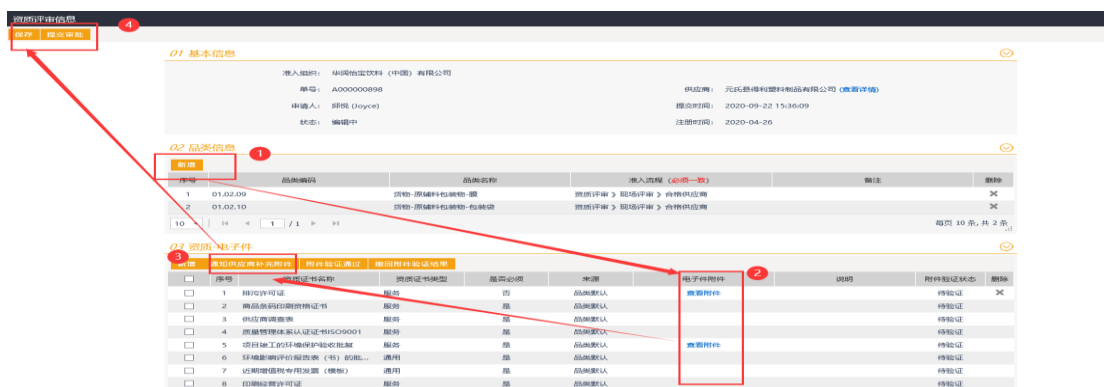 资质评审信息
4
保存 提交审批
01 基本信息
准入组织： 华润怡宝饮料（中国）有限公司
单号： A000000898 供应商： 元氏县得利塑料制品有限公司 (查看详情)
申请人： 邱悦 (Joyce) 提交时间： 2020-09-22 15:36:09
状态： 编辑中 注册时间： 2020-04-26
02 品类信息
1
新增
序号 品类编码 品类名称 准入流程（必须一致） 备注 删除
1 01.02.09 货物-原辅料包装物-膜 资质评审 》 现场评审 》 合格供应商
2 01.02.10 货物-原辅料包装物-包装袋 资质评审 》 现场评审 》 合格供应商
10 1 / 1 每页 10 条, 共 2 条
03 资质-电子件
3
新增 通知供应商补充附件 附件验证通过 撤回附件验证结果
2
序号 资质证书名称 资质证书类型 是否必须 来源 电子件附件 说明 附件验证状态 删除
1 排污许可证 服务 否 品类默认 查看附件 待验证
2 商品条码印刷资格证书 服务 是 品类默认 待验证
3 供应商调查表 服务 是 品类默认 待验证
4 质量管理体系认证证书ISO9001 服务 是 品类默认 待验证
5 项目竣工的环境保护验收批复 服务 是 品类默认 查看附件 待验证
6 环境影响评价报告表（书）的批... 通用 是 品类默认 待验证
7 近期增值税专用发票（模板） 通用 是 品类默认 待验证
8 印刷经营许可证 服务 是 品类默认 待验证